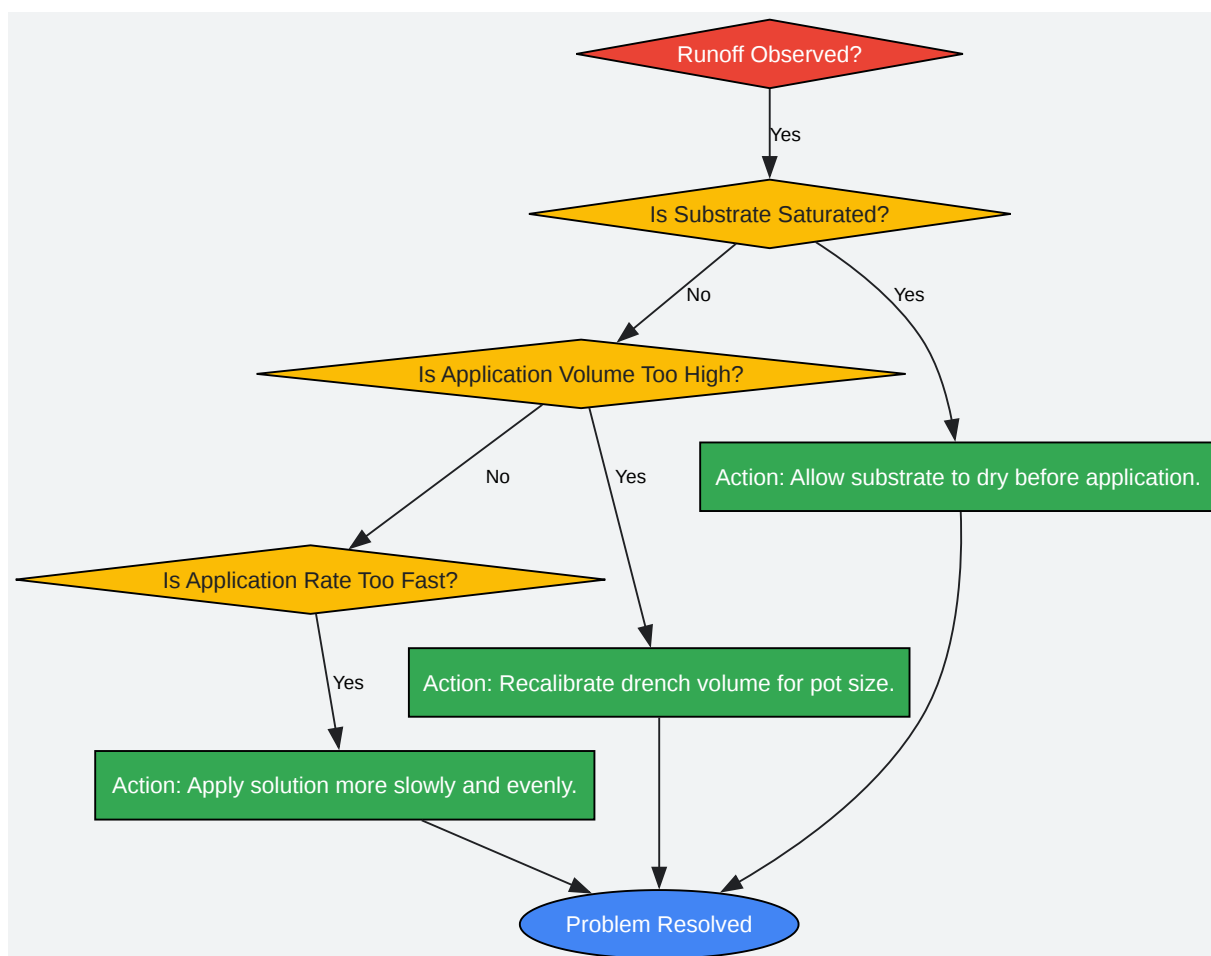 Runoff Observed?
Yes
Is Substrate Saturated?
No
Yes
Is Application Volume Too High?
No
Yes
Action: Allow substrate to dry before application.
Is Application Rate Too Fast?
Yes
Action: Recalibrate drench volume for pot size.
Action: Apply solution more slowly and evenly.
Problem Resolved